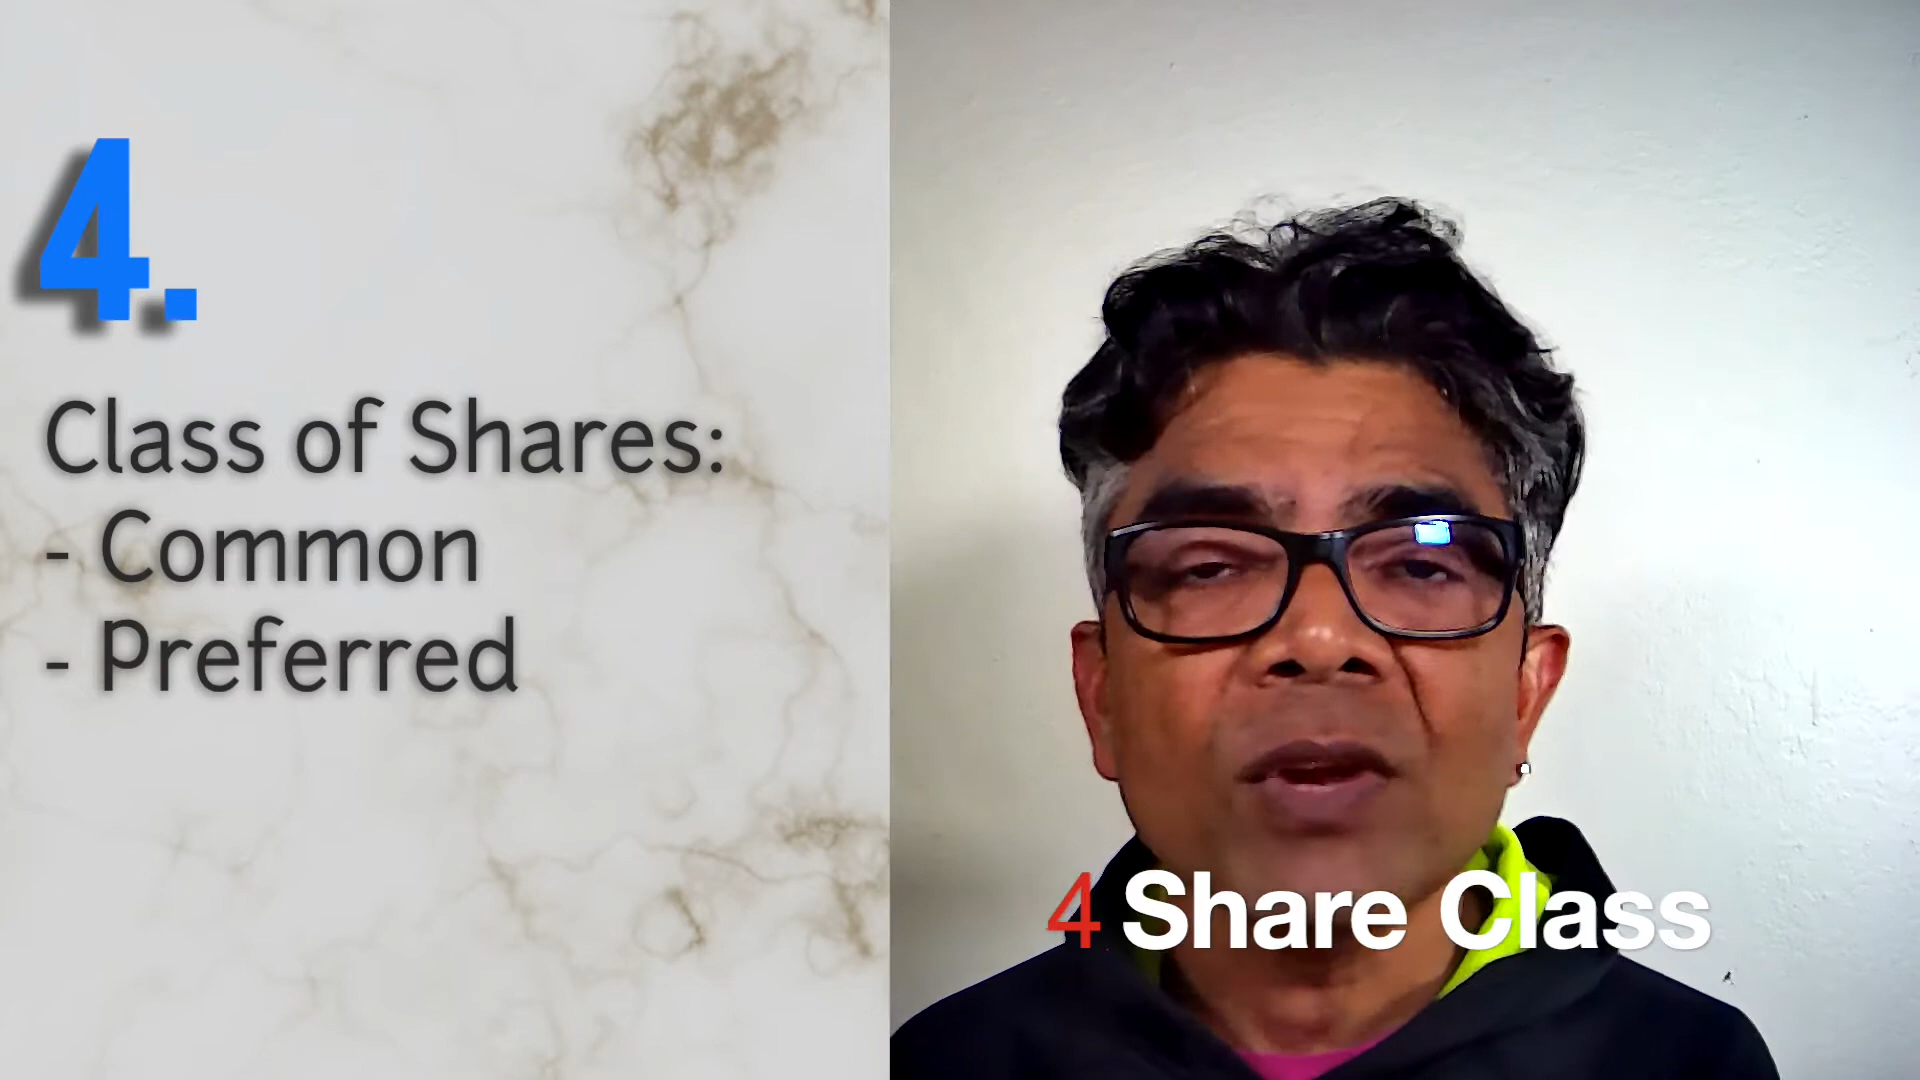 4.
Class of Shares:
- Common
- Preferred
4 Share Class